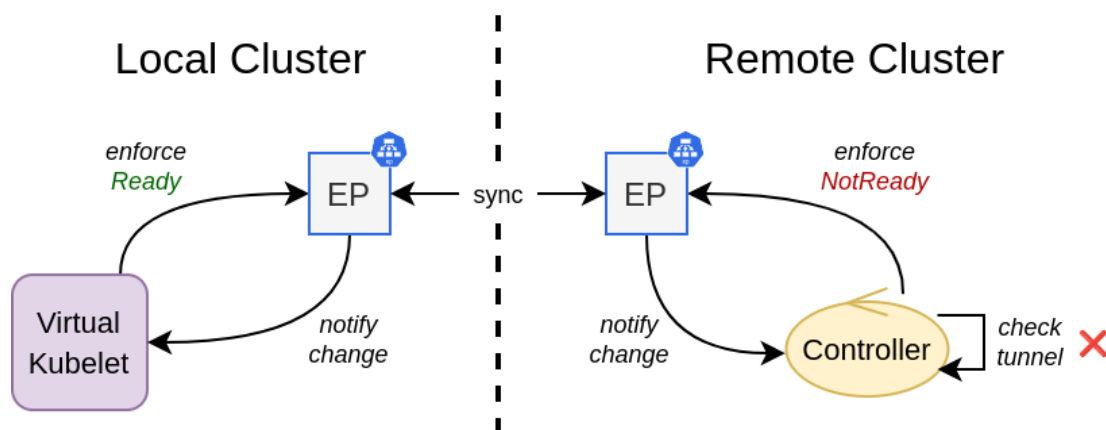 Local Cluster
Remote Cluster
enforce
Ready
EP
sync
EP
enforce
NotReady
Virtual
Kubelet
notify
change
notify
change
Controller
check
tunnel